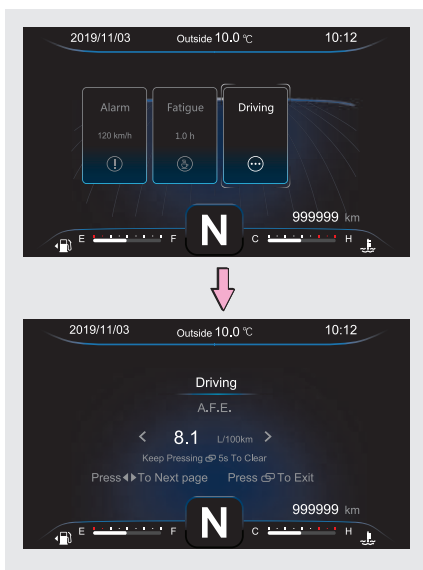 2019/11/03 Outside 10.0 ℃ 10:12
Alarm Fatigue Driving
120 km/h 1.0 h
999999 km
E F N C H
2019/11/03 Outside 10.0 ℃ 10:12
Driving
A.F.E.
< 8.1 L/100km >
Keep Pressing 5s To Clear
Press To Next page Press To Exit
999999 km
E F N C H